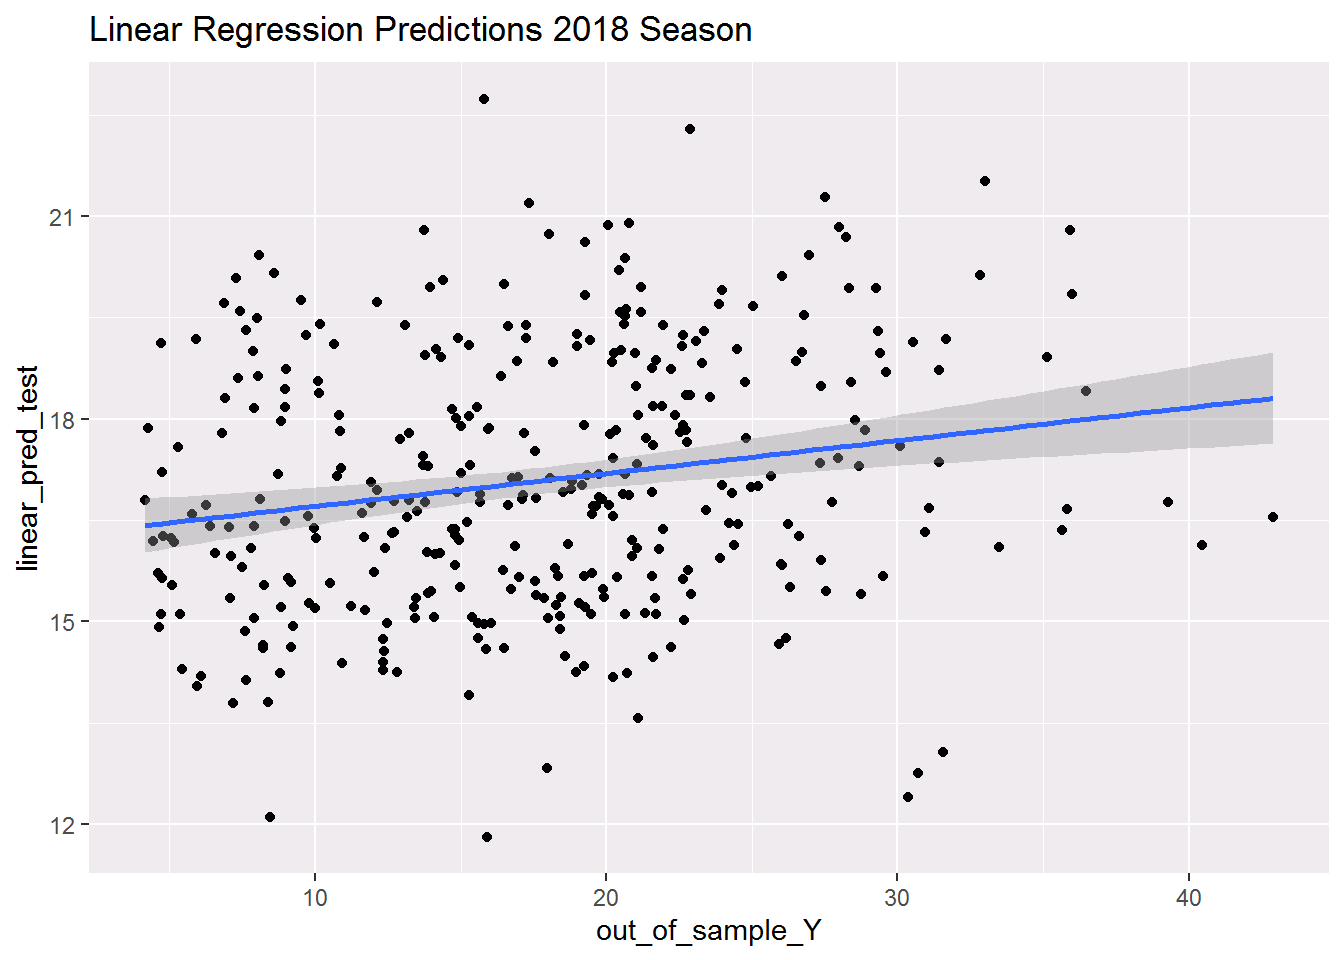 Linear Regression Predictions 2018 Season
21
18
15
12
linear_pred_test
10 20 30 40
out_of_sample_Y